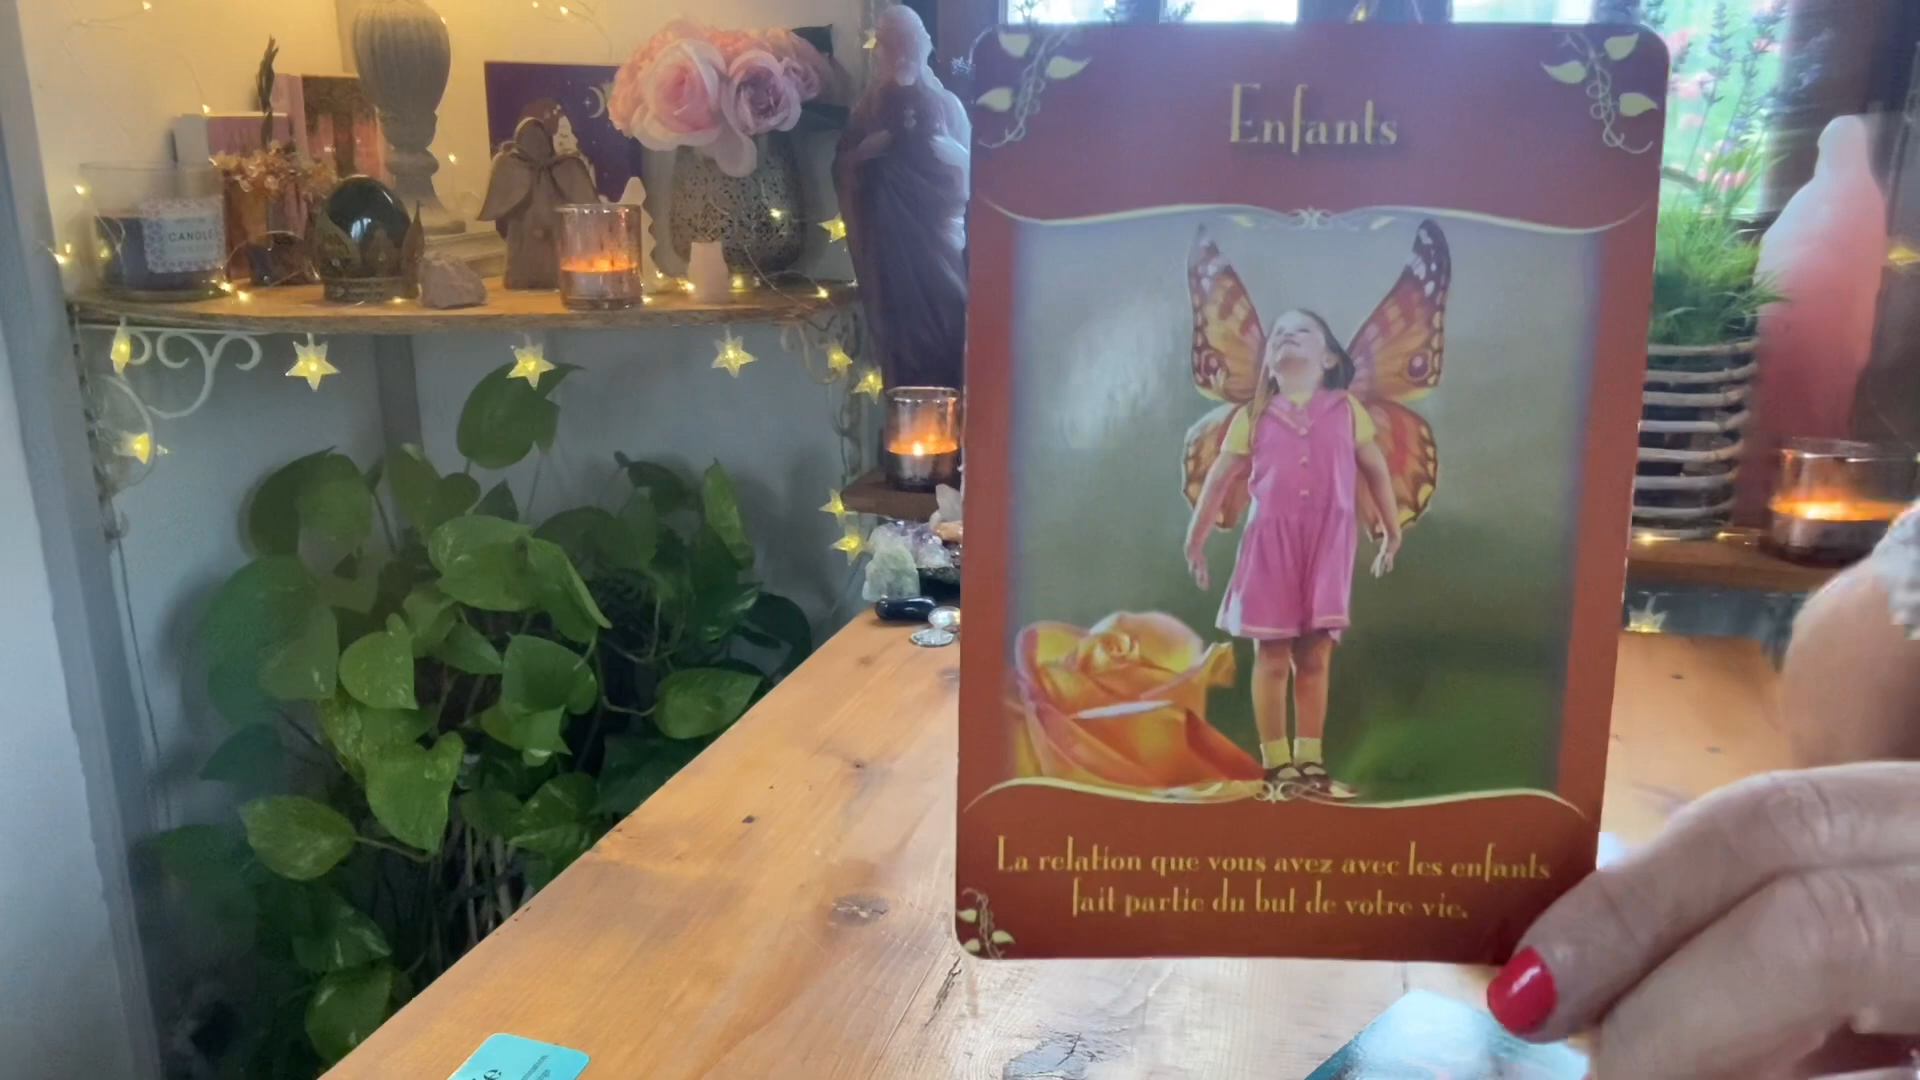 Enfants
La relation que vous avez avec les enfants
fait partie du but de votre vie.
CANDLE